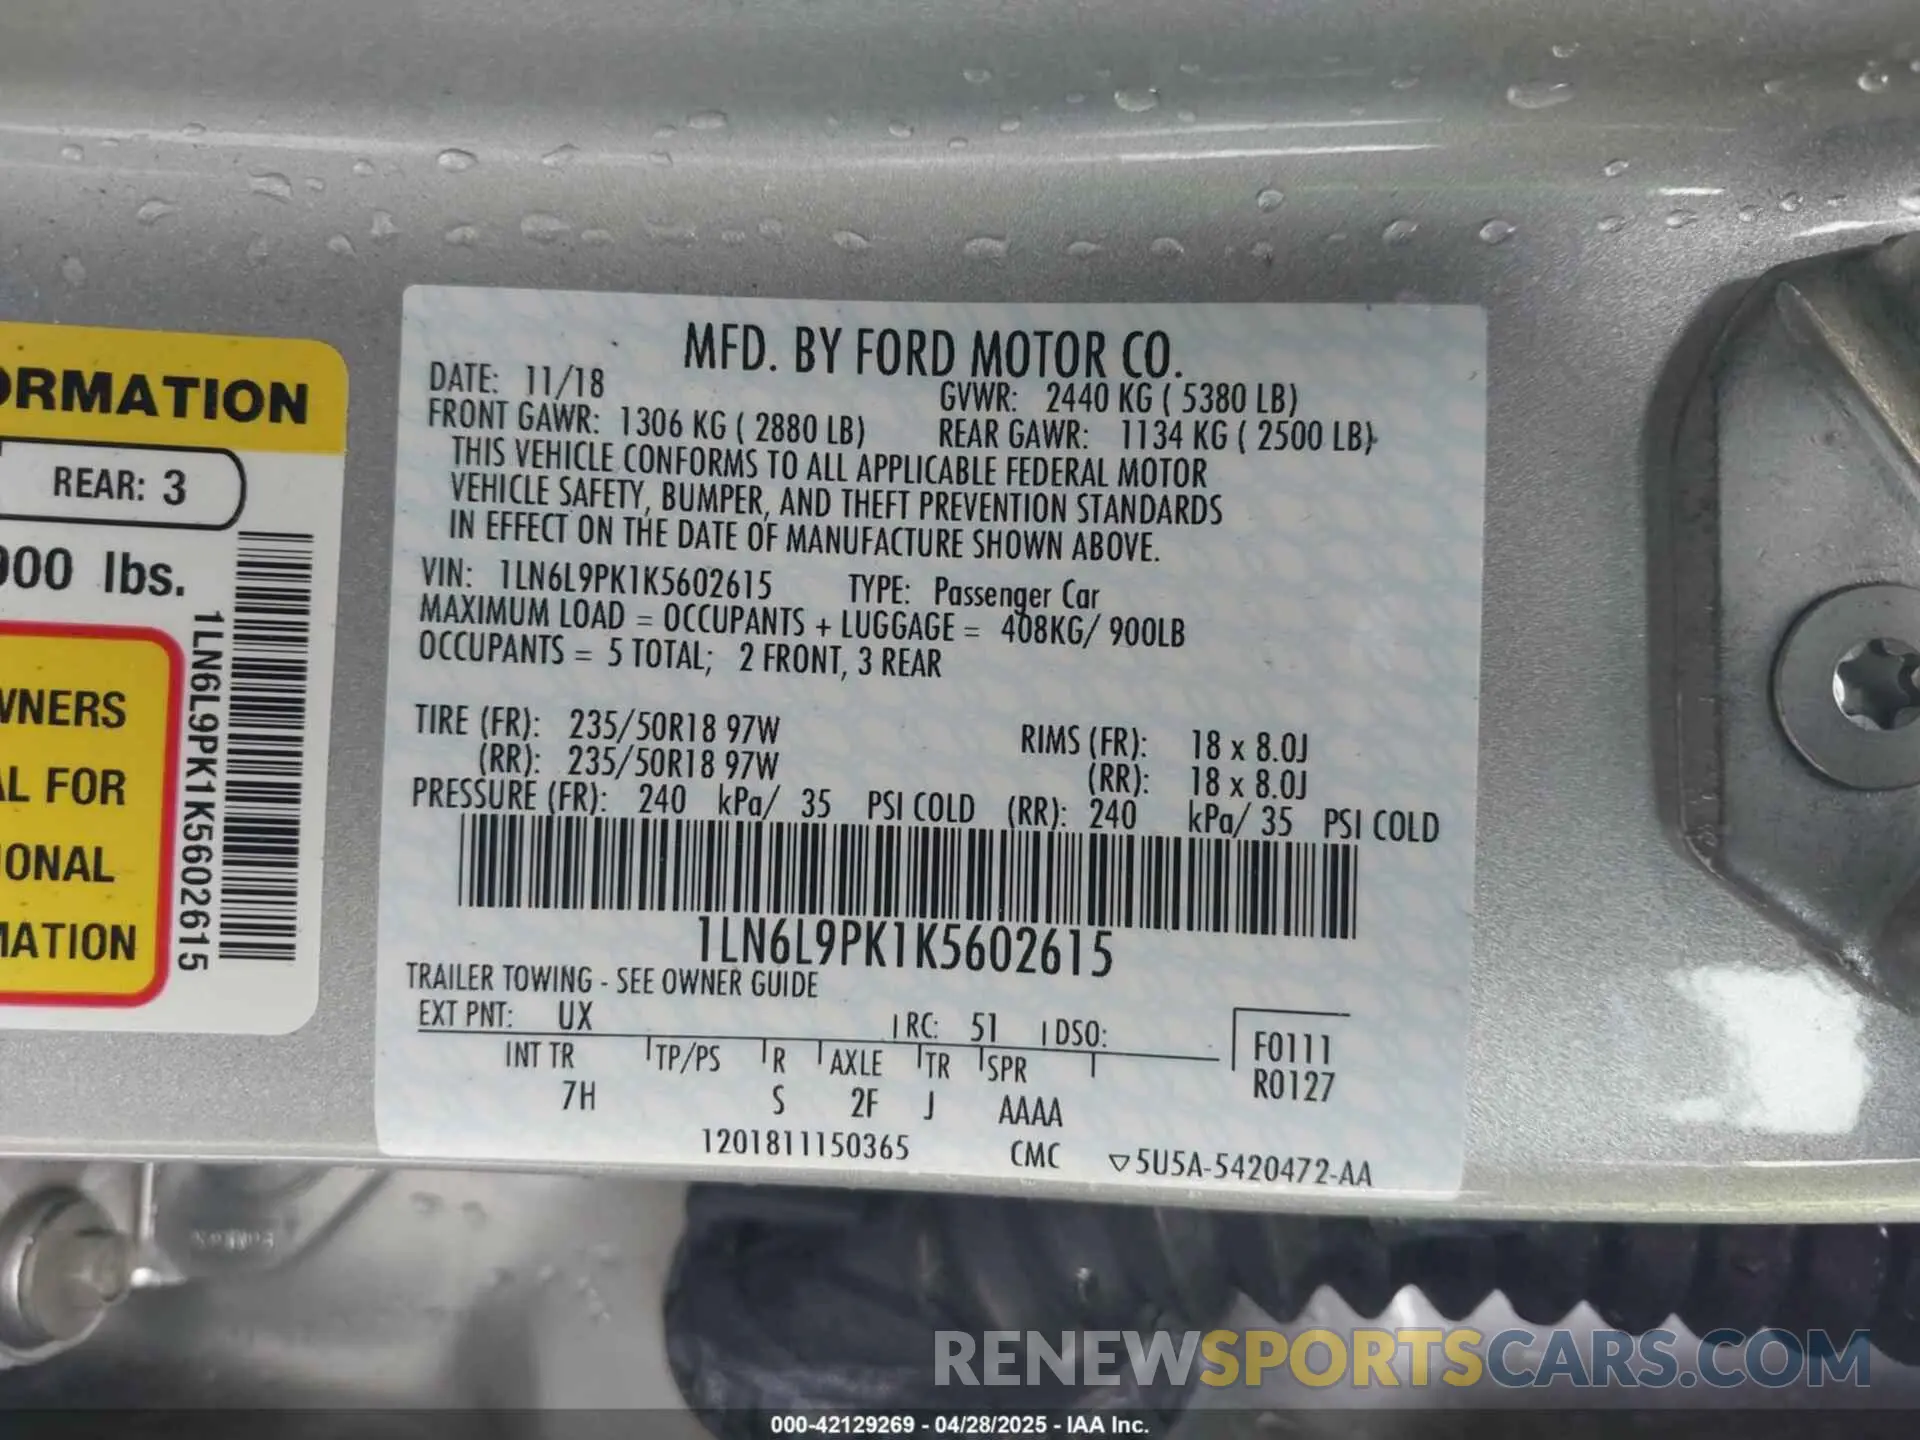 ORMATION
REAR: 3
900 lbs.
WNERS
AL FOR
IONAL
MATION
1LN6L9PK1K5602615
MFD. BY FORD MOTOR CO.
DATE: 11/18
GVWR: 2440 KG ( 5380 LB)
FRONT GAWR: 1306 KG ( 2880 LB)
REAR GAWR: 1134 KG ( 2500 LB)
THIS VEHICLE CONFORMS TO ALL APPLICABLE FEDERAL MOTOR
VEHICLE SAFETY, BUMPER, AND THEFT PREVENTION STANDARDS
IN EFFECT ON THE DATE OF MANUFACTURE SHOWN ABOVE.
VIN: 1LN6L9PK1K5602615 TYPE: Passenger Car
MAXIMUM LOAD = OCCUPANTS + LUGGAGE = 408KG/ 900LB
OCCUPANTS = 5 TOTAL; 2 FRONT, 3 REAR
TIRE (FR): 235/50R18 97W RIMS (FR): 18 x 8.0J
(RR): 235/50R18 97W (RR): 18 x 8.0J
PRESSURE (FR): 240 kPa/ 35 PSI COLD (RR): 240 kPa/ 35 PSI COLD
1LN6L9PK1K5602615
TRAILER TOWING - SEE OWNER GUIDE
EXT PNT: UX RC: 51 DSO:
INT TR TP/PS R AXLE TR SPR
7H S 2F J AAAA
F0111
R0127
1201811150365 CMC ▽5U5A-5420472-AA
RENEWSPORTSCARS.COM
000-42129269 - 04/28/2025 - IAA Inc.